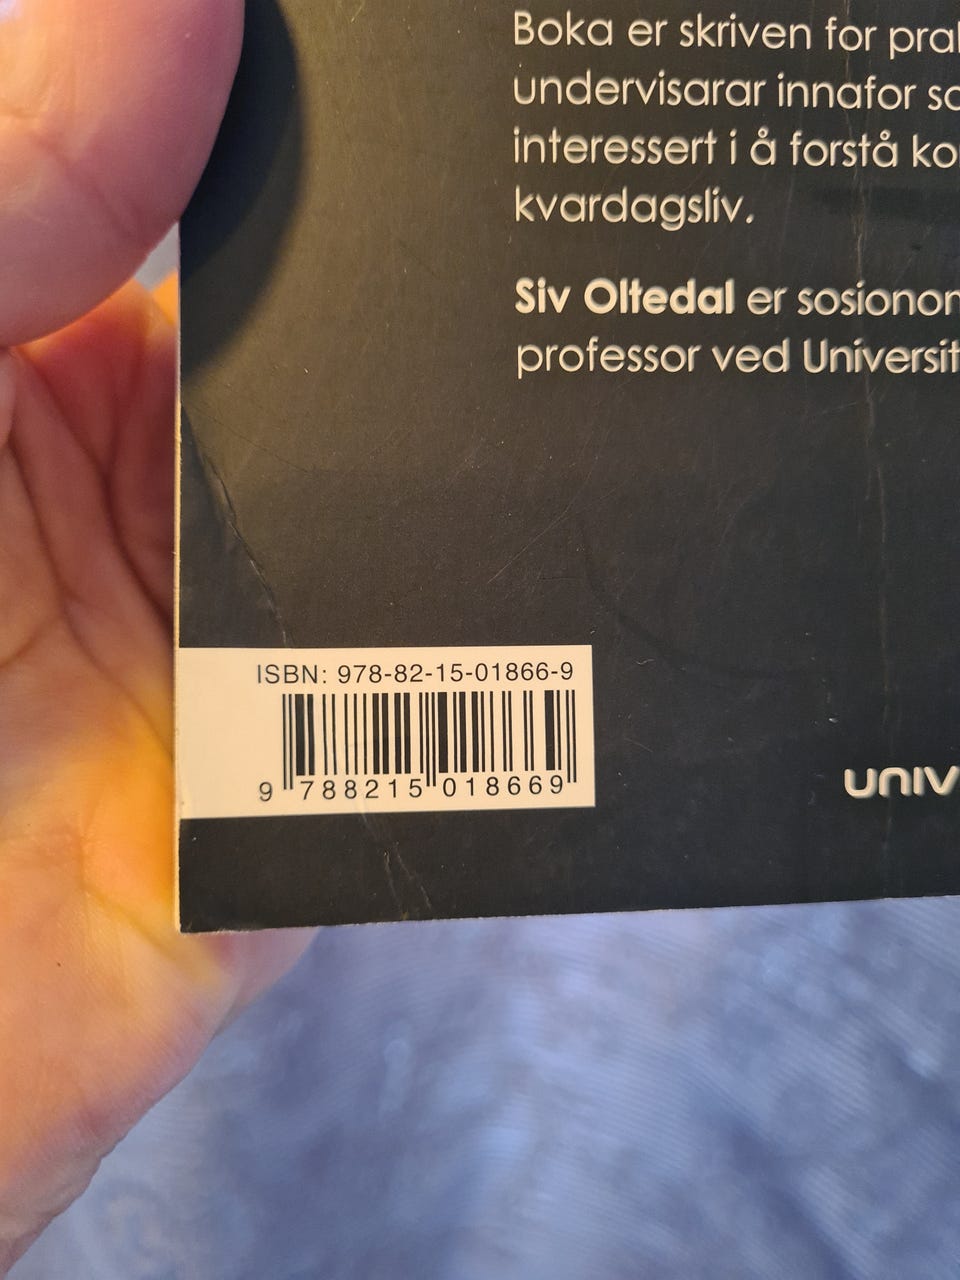 Boka er skriven for
undervisarar innafor
interessert i å forstå
kvardagsliv.
Siv Oltedal er
professor ved
ISBN: 978-82-15-01866-9
9 788215 018669